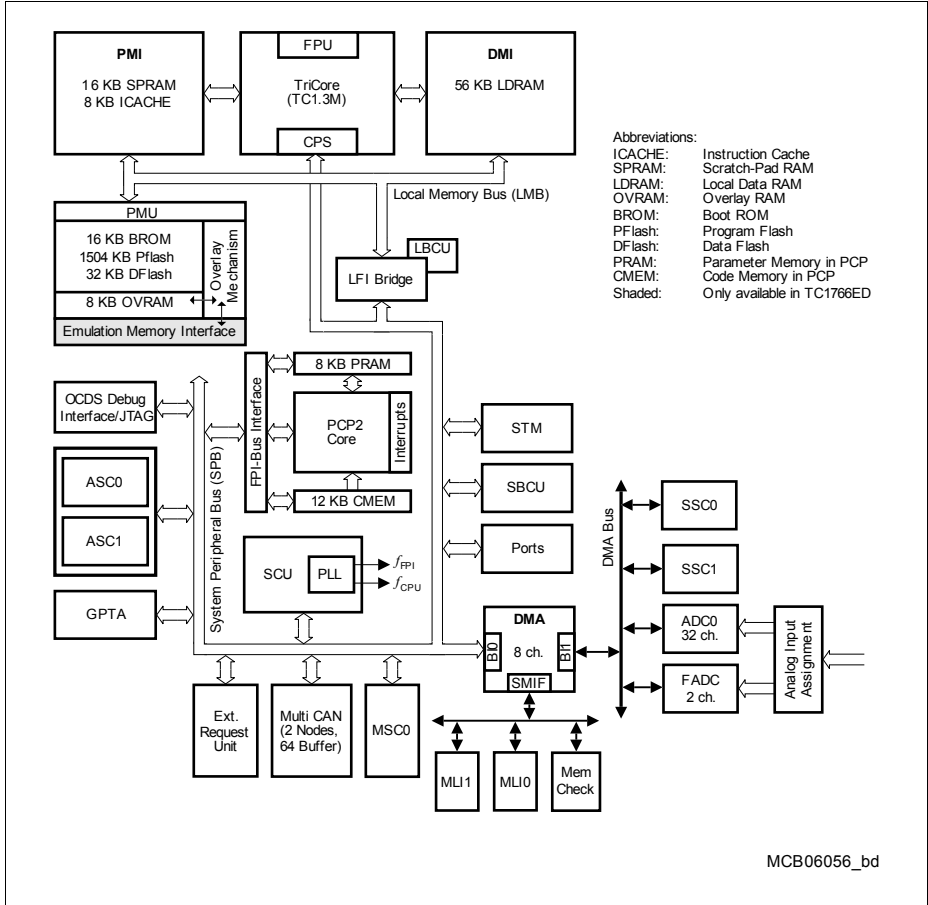 PMI
16 KB SPRAM
8 KB ICACHE
FPU
TriCore
(TC1.3M)
CPS
DMI
56 KB LDRAM
Abbreviations:
ICACHE: Instruction Cache
SPRAM: Scratch-Pad RAM
LDRAM: Local Data RAM
OVRAM: Overlay RAM
BROM: Boot ROM
PFlash: Program Flash
DFlash: Data Flash
PRAM: Parameter Memory in PCP
CMEM: Code Memory in PCP
Shaded: Only available in TC1766ED
Local Memory Bus (LMB)
PMU
16 KB BROM
1504 KB Pflash
32 KB DFlash
8 KB OVRAM
Overlay
Mechanism
Emulation Memory Interface
LBCU
LFI Bridge
OCDS Debug
Interface/JTAG
ASC0
ASC1
GPTA
System Peripheral Bus (SPB)
FPI-Bus Interface
8 KB PRAM
PCP2
Core
Interrupts
12 KB CMEM
SCU
PLL
fFPI
fCPU
STM
SBCU
Ports
DMA
8 ch.
BI0
BI1
SMIF
DMA Bus
SSC0
SSC1
ADC0
32 ch.
FADC
2 ch.
Analog Input
Assignment
Ext.
Request
Unit
Multi CAN
(2 Nodes,
64 Buffer)
MSC0
MLI1
MLI0
Mem
Check
MCB06056_bd